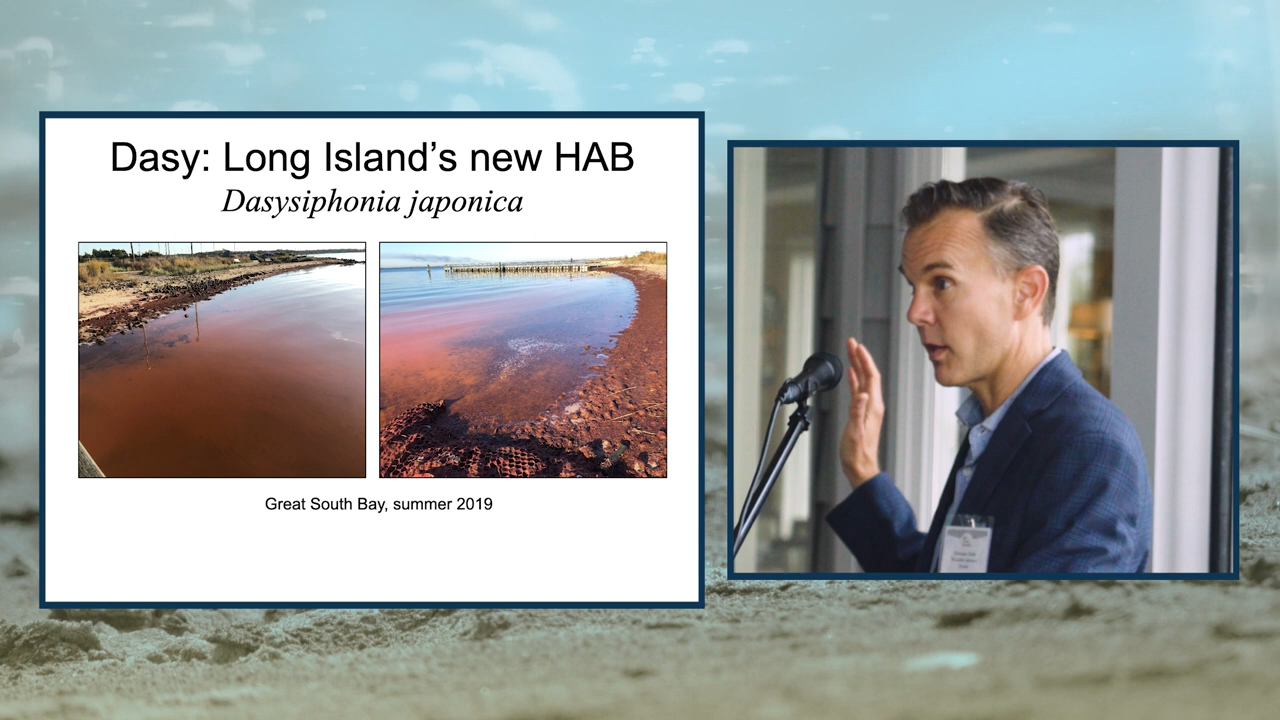 Dasy: Long Island’s new HAB
Dasysiphonia japonica
Great South Bay, summer 2019